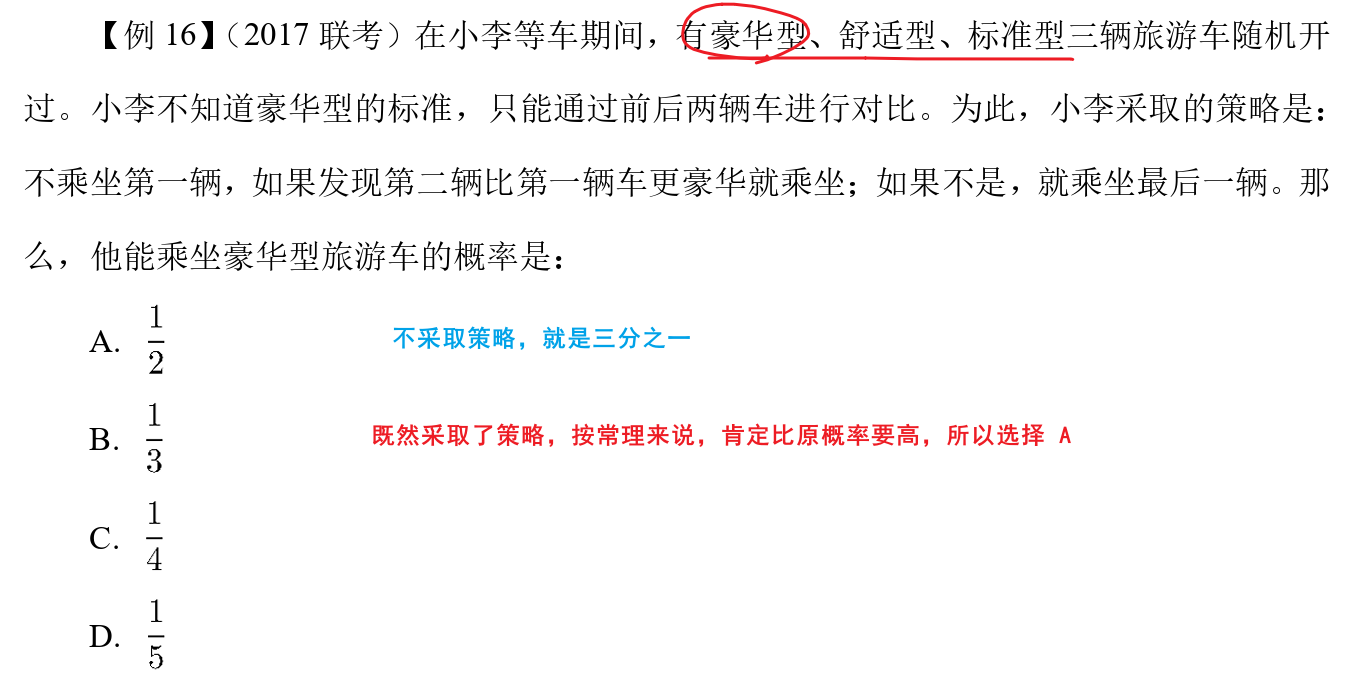 【例 16】（2017 联考）在小李等车期间，有豪华型、舒适型、标准型三辆旅游车随机开
过。小李不知道豪华型的标准，只能通过前后两辆车进行对比。为此，小李采取的策略是：
不乘坐第一辆，如果发现第二辆比第一辆车更豪华就乘坐；如果不是，就乘坐最后一辆。那
么，他能乘坐豪华型旅游车的概率是：
A. 1/2
不采取策略，就是三分之一
B. 1/3
既然采取了策略，按常理来说，肯定比原概率要高，所以选择 A
C. 1/4
D. 1/5